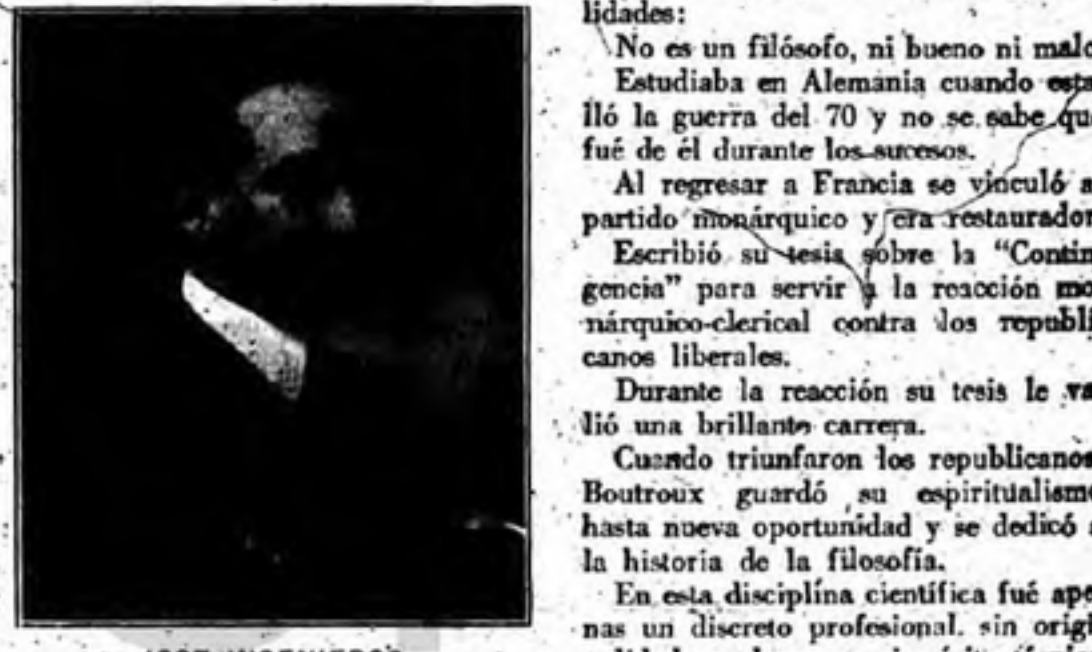 lidades:
No es un filósofo, ni bueno ni malo
Estudiaba en Alemania cuando esta
lló la guerra del 70 y no se sabe que
fué de él durante los sucesos.
Al regresar a Francia se vinculó a
partido monárquico y era restaurador
Escribió su tesis sobre la “Contin
gencia” para servir a la reacción mo
nárquico-clerical contra los republi
canos liberales.
Durante la reacción su tesis le va
lió una brillante carrera.
Cuando triunfaron los republicanos
Boutroux guardó su espiritualismo
hasta nueva oportunidad y se dedicó a
la historia de la filosofía.
En esta disciplina científica fué ape
nas un discreto profesional. sin origi